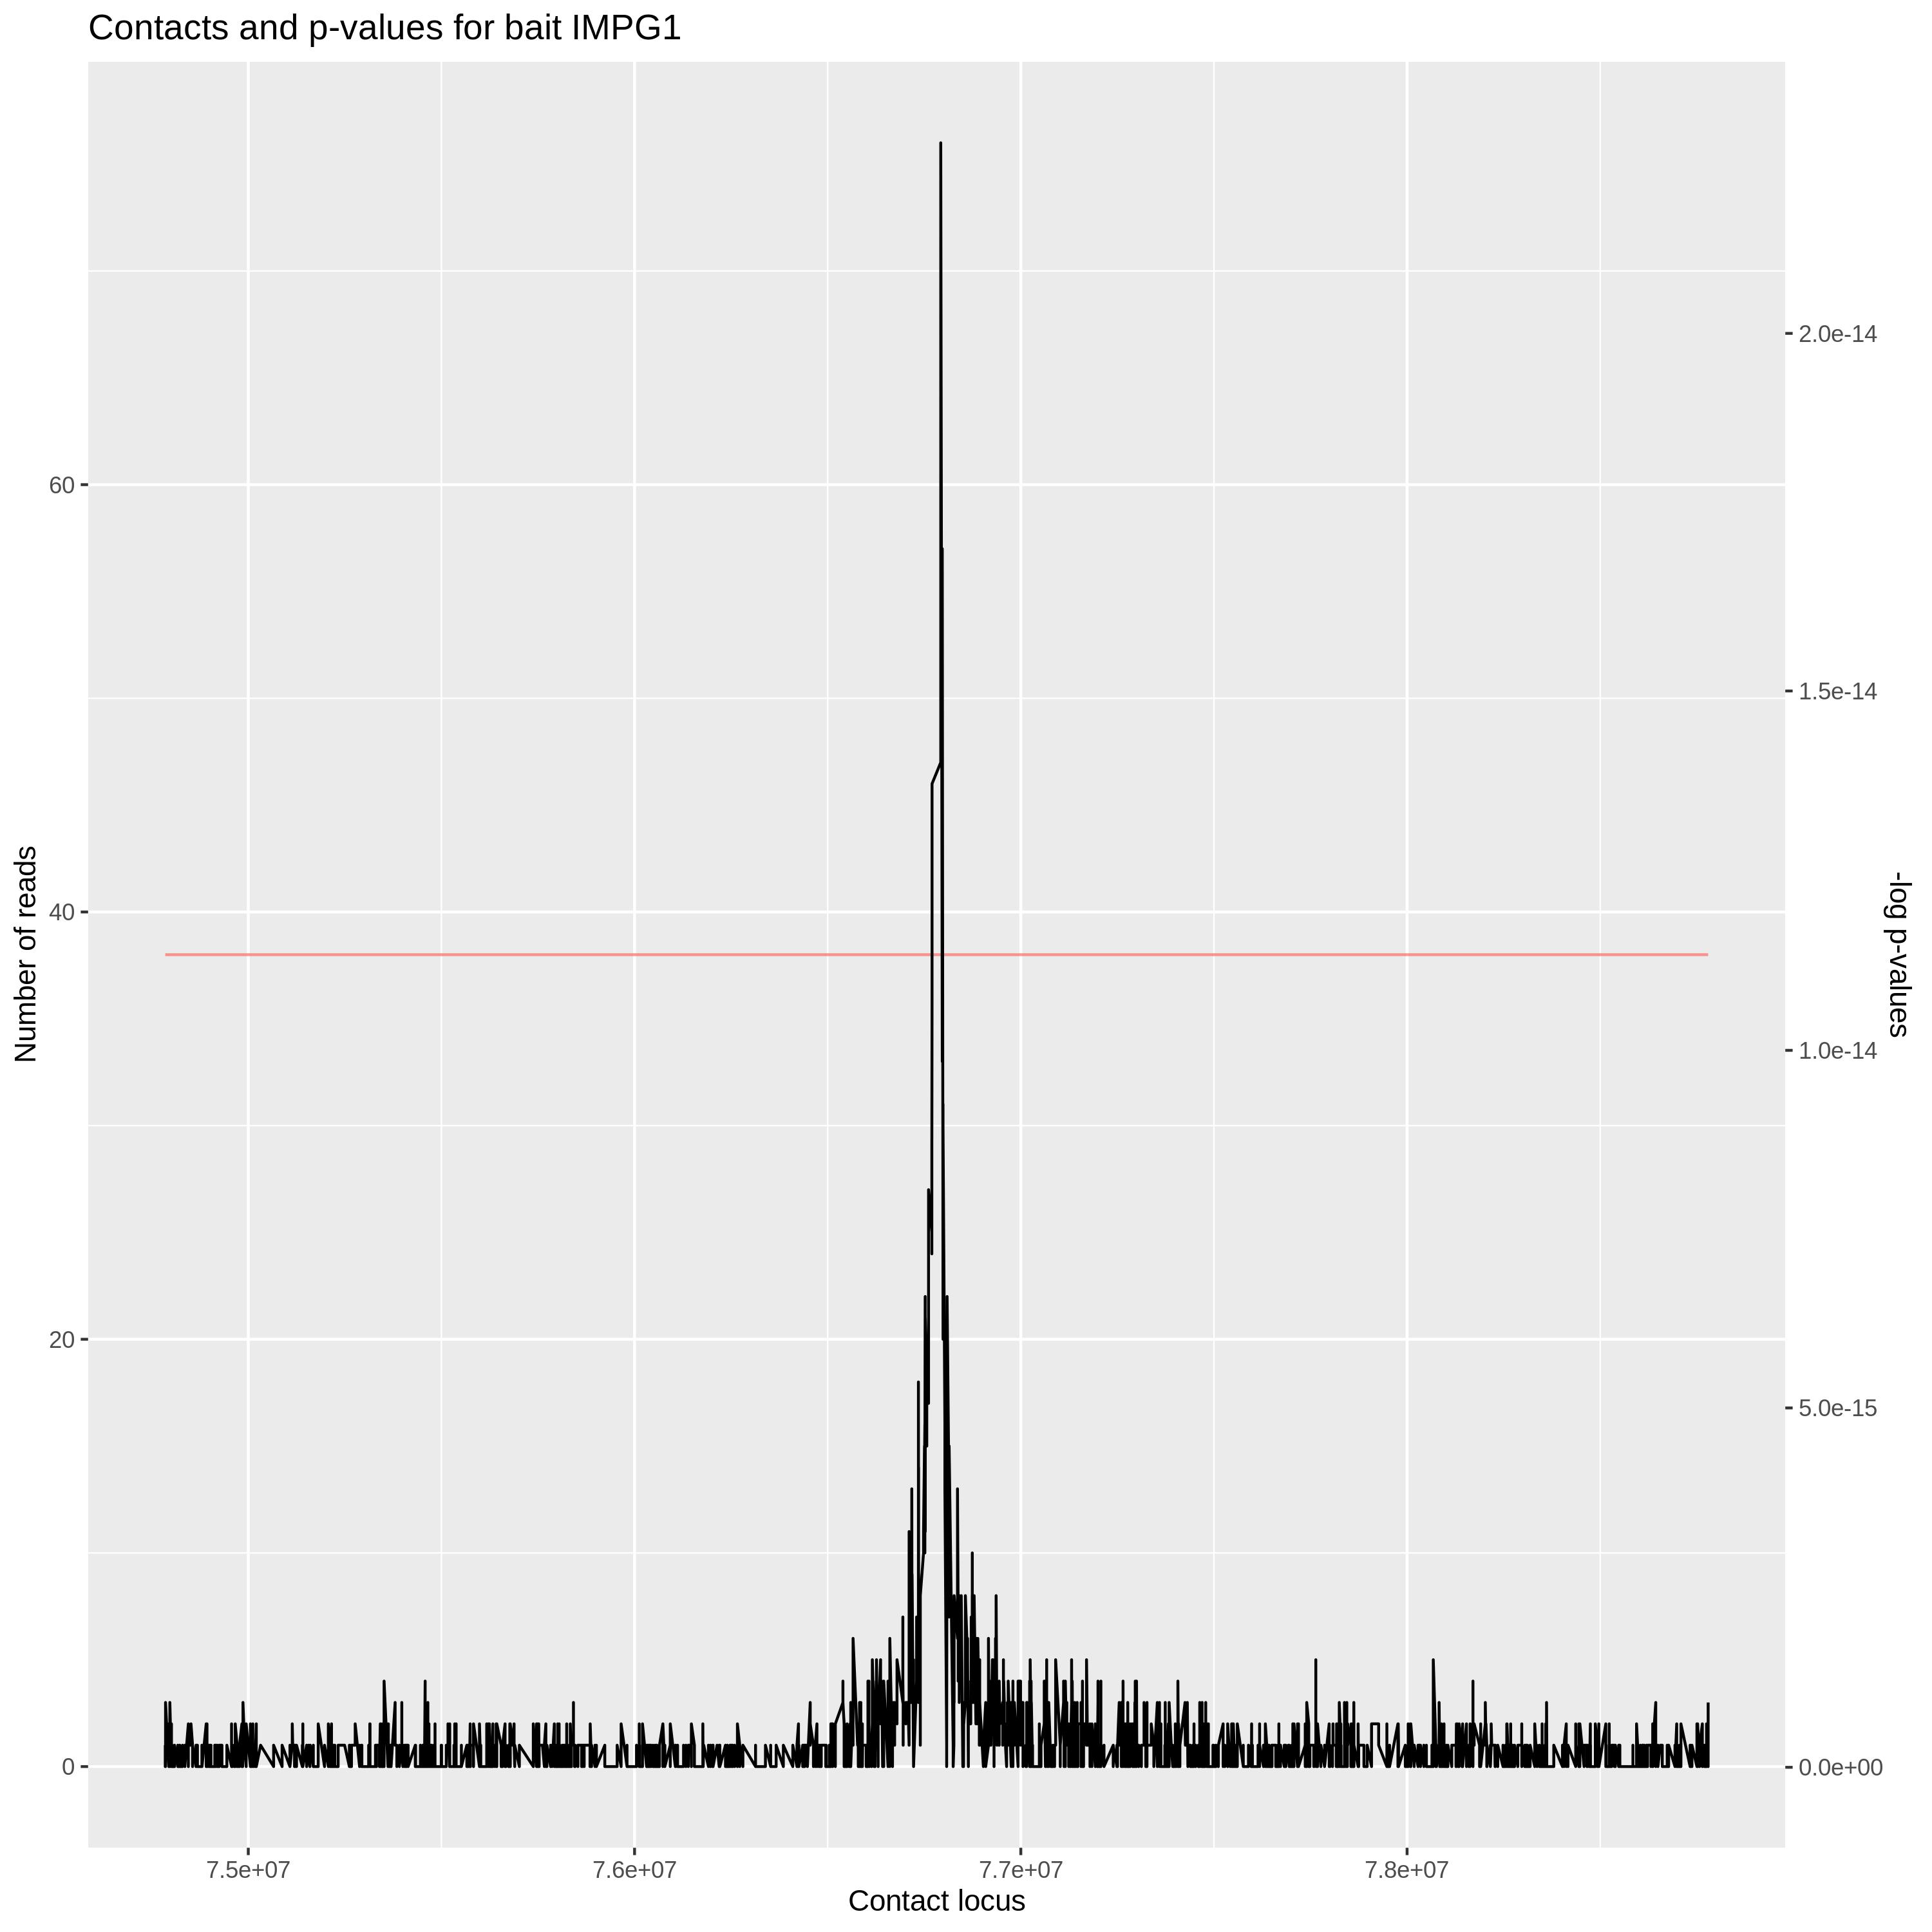 Contacts and p-values for bait IMPG1
Number of reads
60
40
20
0
2.0e-14
1.5e-14
1.0e-14
5.0e-15
0.0e+00
-log p-values
7.5e+07 7.6e+07 7.7e+07 7.8e+07
Contact locus